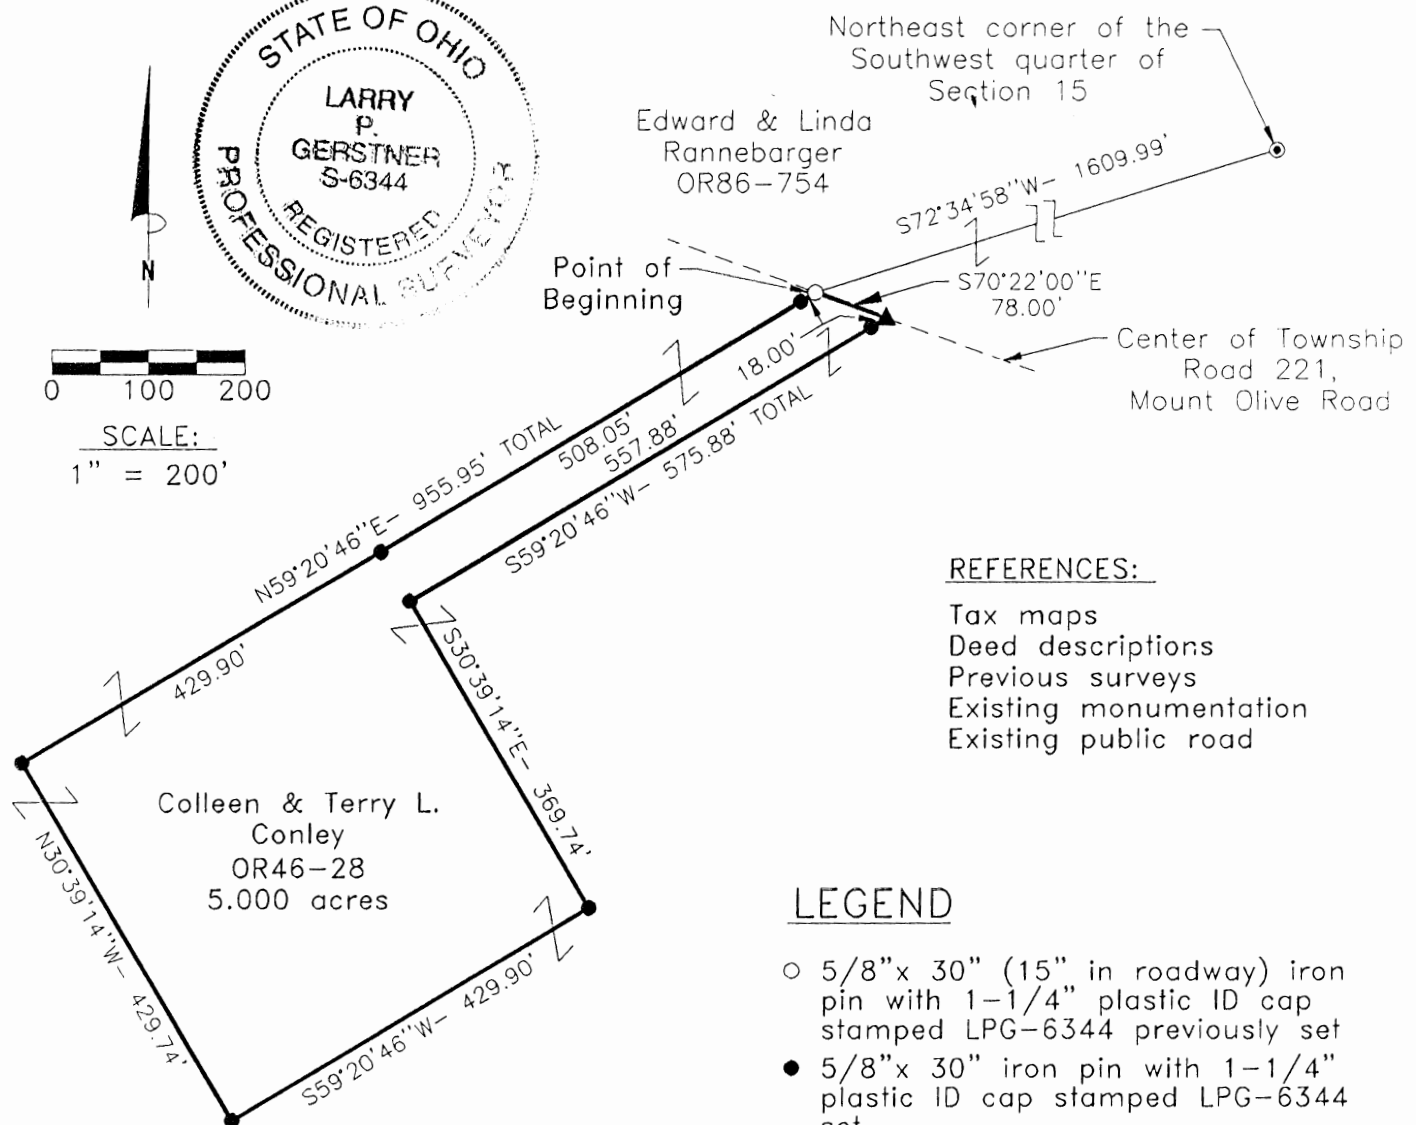 STATE OF OHIO
LARRY
P.
GERSTNER
S-6344
REGISTERED
PROFESSIONAL SURVEYOR
N
0 100 200
SCALE:
1" = 200'
Northeast corner of the
Southwest quarter of
Section 15
Edward & Linda
Rannebarger
OR86-754
S72°34'58"W- 1609.99'
Point of
Beginning
S70°22'00"E
78.00'
18.00'
Center of Township
Road 221,
Mount Olive Road
N59°20'46"E- 955.95' TOTAL
508.05'
557.88'
S59°20'46"W- 575.88' TOTAL
429.90'
S30°39'14"E- 369.74'
Colleen & Terry L.
Conley
OR46-28
5.000 acres
N30°39'14"W- 429.74'
S59°20'46"W- 429.90'
REFERENCES:
Tax maps
Deed descriptions
Previous surveys
Existing monumentation
Existing public road
LEGEND
5/8"x 30" (15" in roadway) iron
pin with 1-1/4" plastic ID cap
stamped LPG-6344 previously set
5/8"x 30" iron pin with 1-1/4"
plastic ID cap stamped LPG-6344
set